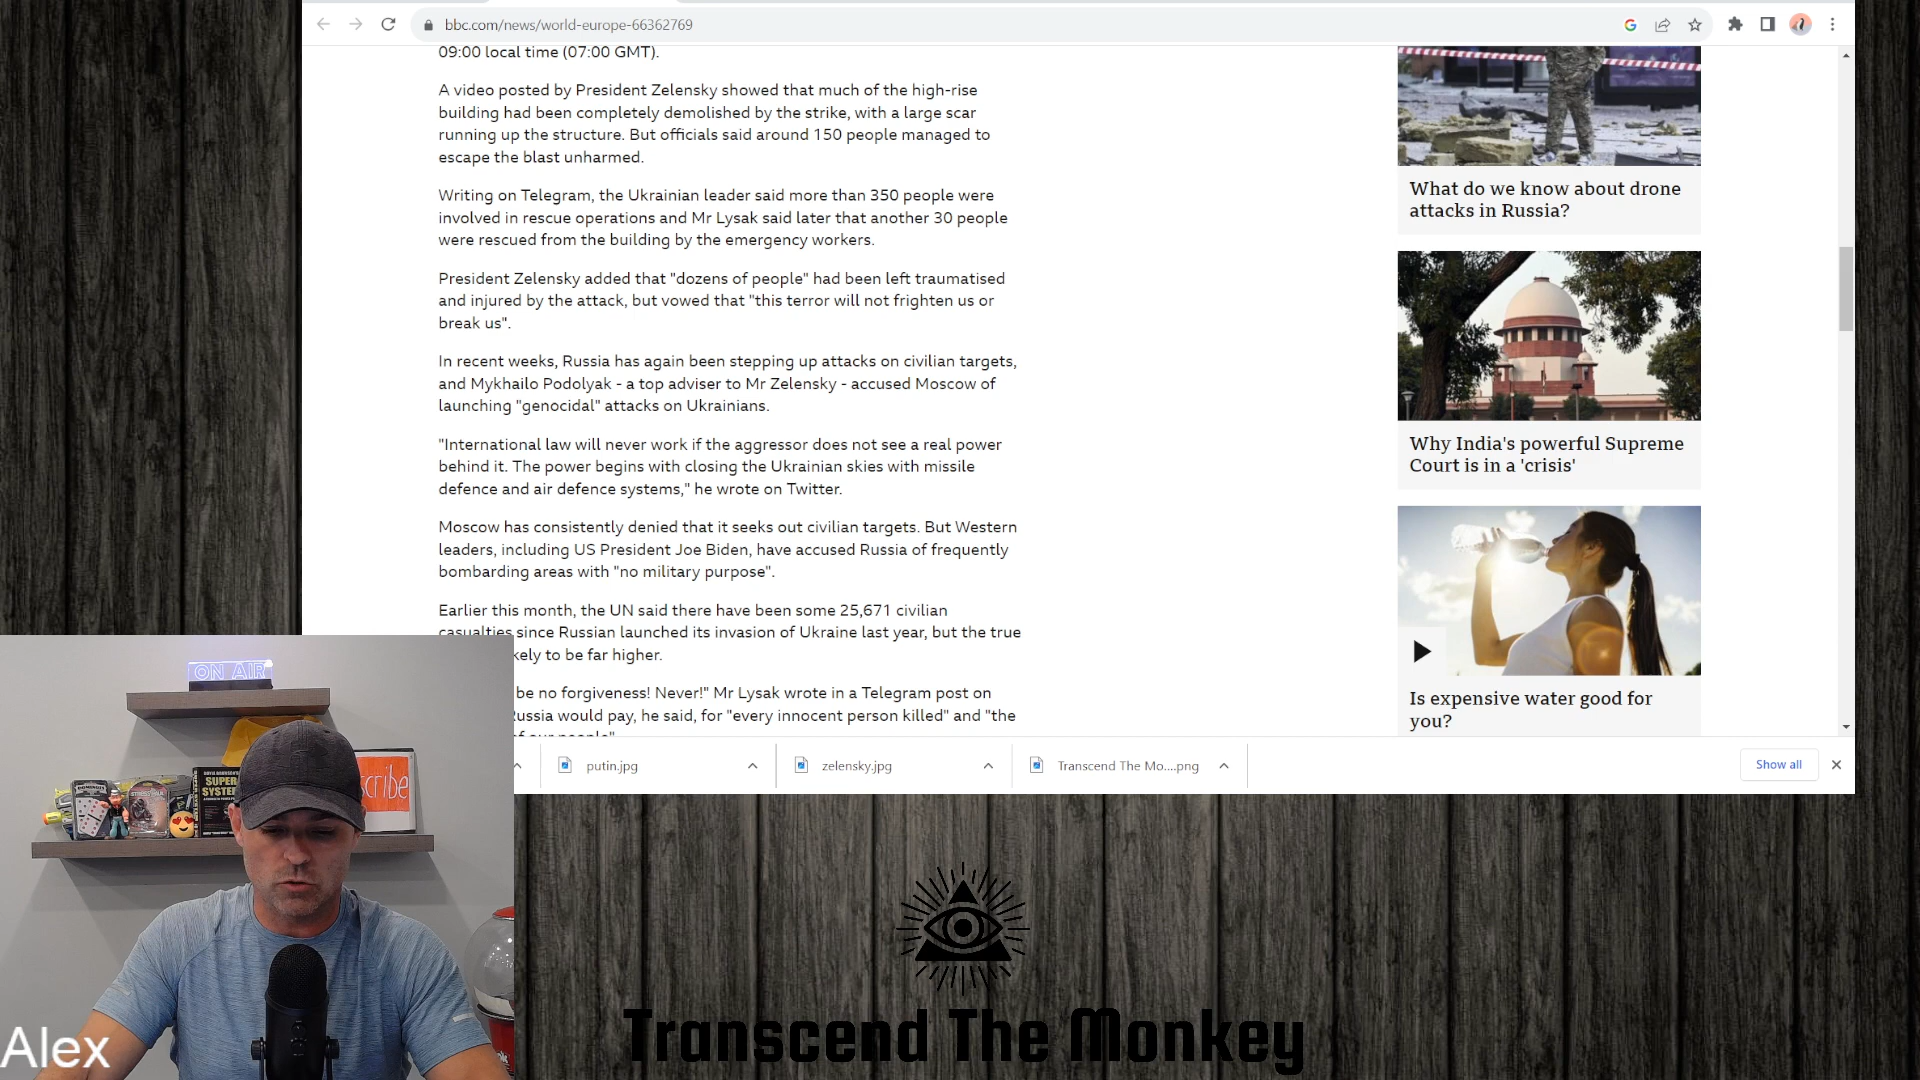 bbc.com/news/world-europe-66362769
09:00 local time (07:00 GMT).
A video posted by President Zelensky showed that much of the high-rise
building had been completely demolished by the strike, with a large scar
running up the structure. But officials said around 150 people managed to
escape the blast unharmed.
Writing on Telegram, the Ukrainian leader said more than 350 people were
involved in rescue operations and Mr Lysak said later that another 30 people
were rescued from the building by the emergency workers.
President Zelensky added that "dozens of people" had been left traumatised
and injured by the attack, but vowed that "this terror will not frighten us or
break us".
In recent weeks, Russia has again been stepping up attacks on civilian targets,
and Mykhailo Podolyak - a top adviser to Mr Zelensky - accused Moscow of
launching "genocidal" attacks on Ukrainians.
"International law will never work if the aggressor does not see a real power
behind it. The power begins with closing the Ukrainian skies with missile
defence and air defence systems," he wrote on Twitter.
Moscow has consistently denied that it seeks out civilian targets. But Western
leaders, including US President Joe Biden, have accused Russia of frequently
bombarding areas with "no military purpose".
Earlier this month, the UN said there have been some 25,671 civilian
casualties since Russian launched its invasion of Ukraine last year, but the true
kely to be far higher.
be no forgiveness! Never!" Mr Lysak wrote in a Telegram post on
Russia would pay, he said, for "every innocent person killed" and "the
What do we know about drone
attacks in Russia?
Why India's powerful Supreme
Court is in a 'crisis'
Is expensive water good for
you?
putin.jpg
zelensky.jpg
Transcend The Mo....png
Show all
ON AIR
SUPER
SYSTE
cribe
Alex
Transcend The Monkey